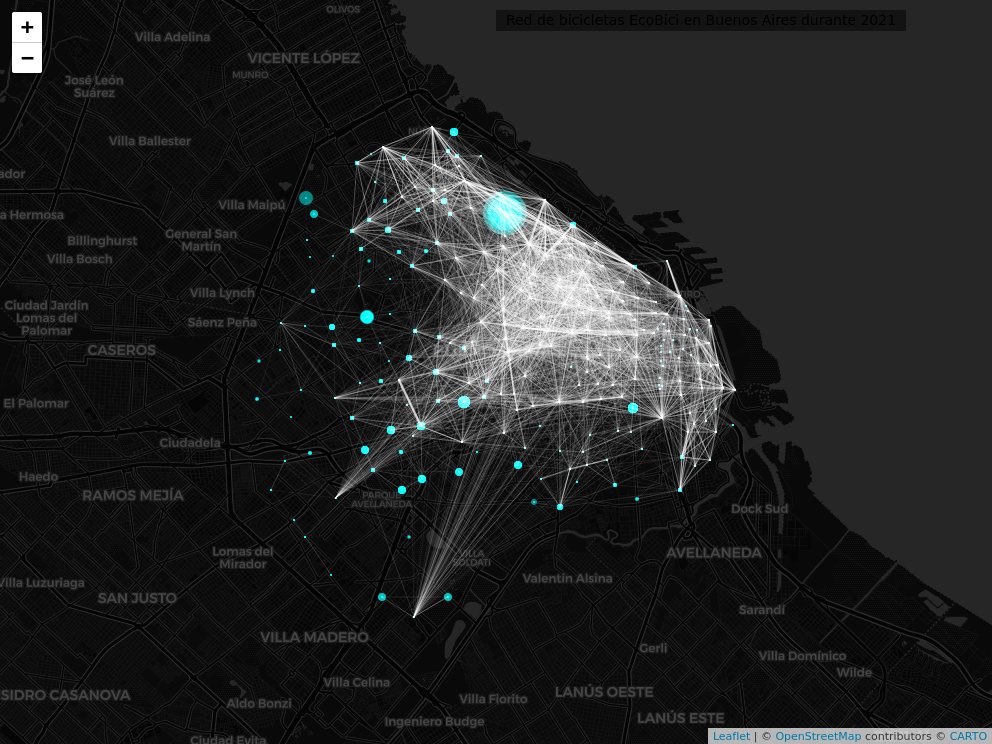 +
−
Red de bicicletas EcoBici en Buenos Aires durante 2021
OLIVOS
Villa Adelina
VICENTE LÓPEZ
MUNRO
José León
Suárez
Villa Ballester
ador
Villa Maipú
a Hermosa
General San
Martín
Billinghurst
Villa Bosch
Villa Lynch
Ciudad Jardín
Lomas del
Palomar
Sáenz Peña
CASEROS
El Palomar
Ciudadela
Haedo
RAMOS MEJÍA
PARQUE
AVELLANEDA
Dock Sud
Lomas del
Mirador
VILLA
SOLDATI
AVELLANEDA
Villa Luzuriaga
Valentín Alsina
SAN JUSTO
Sarandí
VILLA MADERO
Gerli
Villa Domínico
Wilde
Villa Celina
SIDRO CASANOVA
Aldo Bonzi
Villa Fiorito
LANÚS OESTE
Ingeniero Budge
LANÚS ESTE
Ciudad Evita
Leaflet | © OpenStreetMap contributors © CARTO